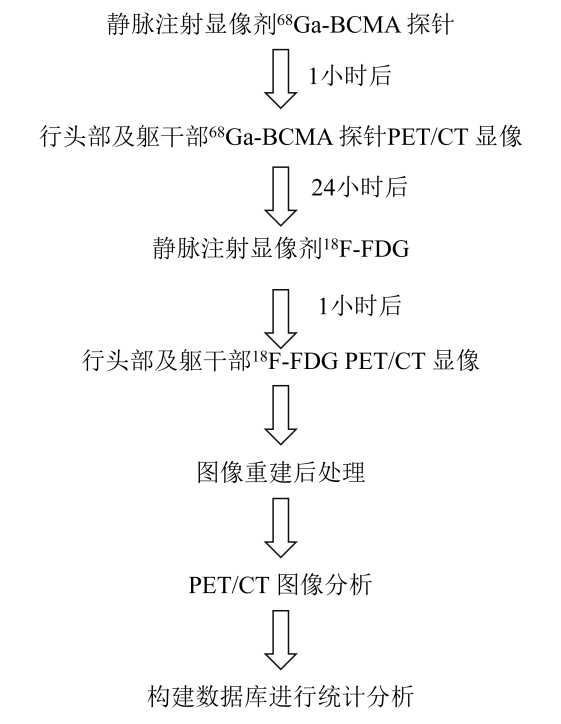 静脉注射显像剂⁶⁸Ga-BCMA 探针
1小时后
行头部及躯干部⁶⁸Ga-BCMA 探针PET/CT 显像
24小时后
静脉注射显像剂¹⁸F-FDG
1小时后
行头部及躯干部¹⁸F-FDG PET/CT 显像
图像重建后处理
PET/CT 图像分析
构建数据库进行统计分析